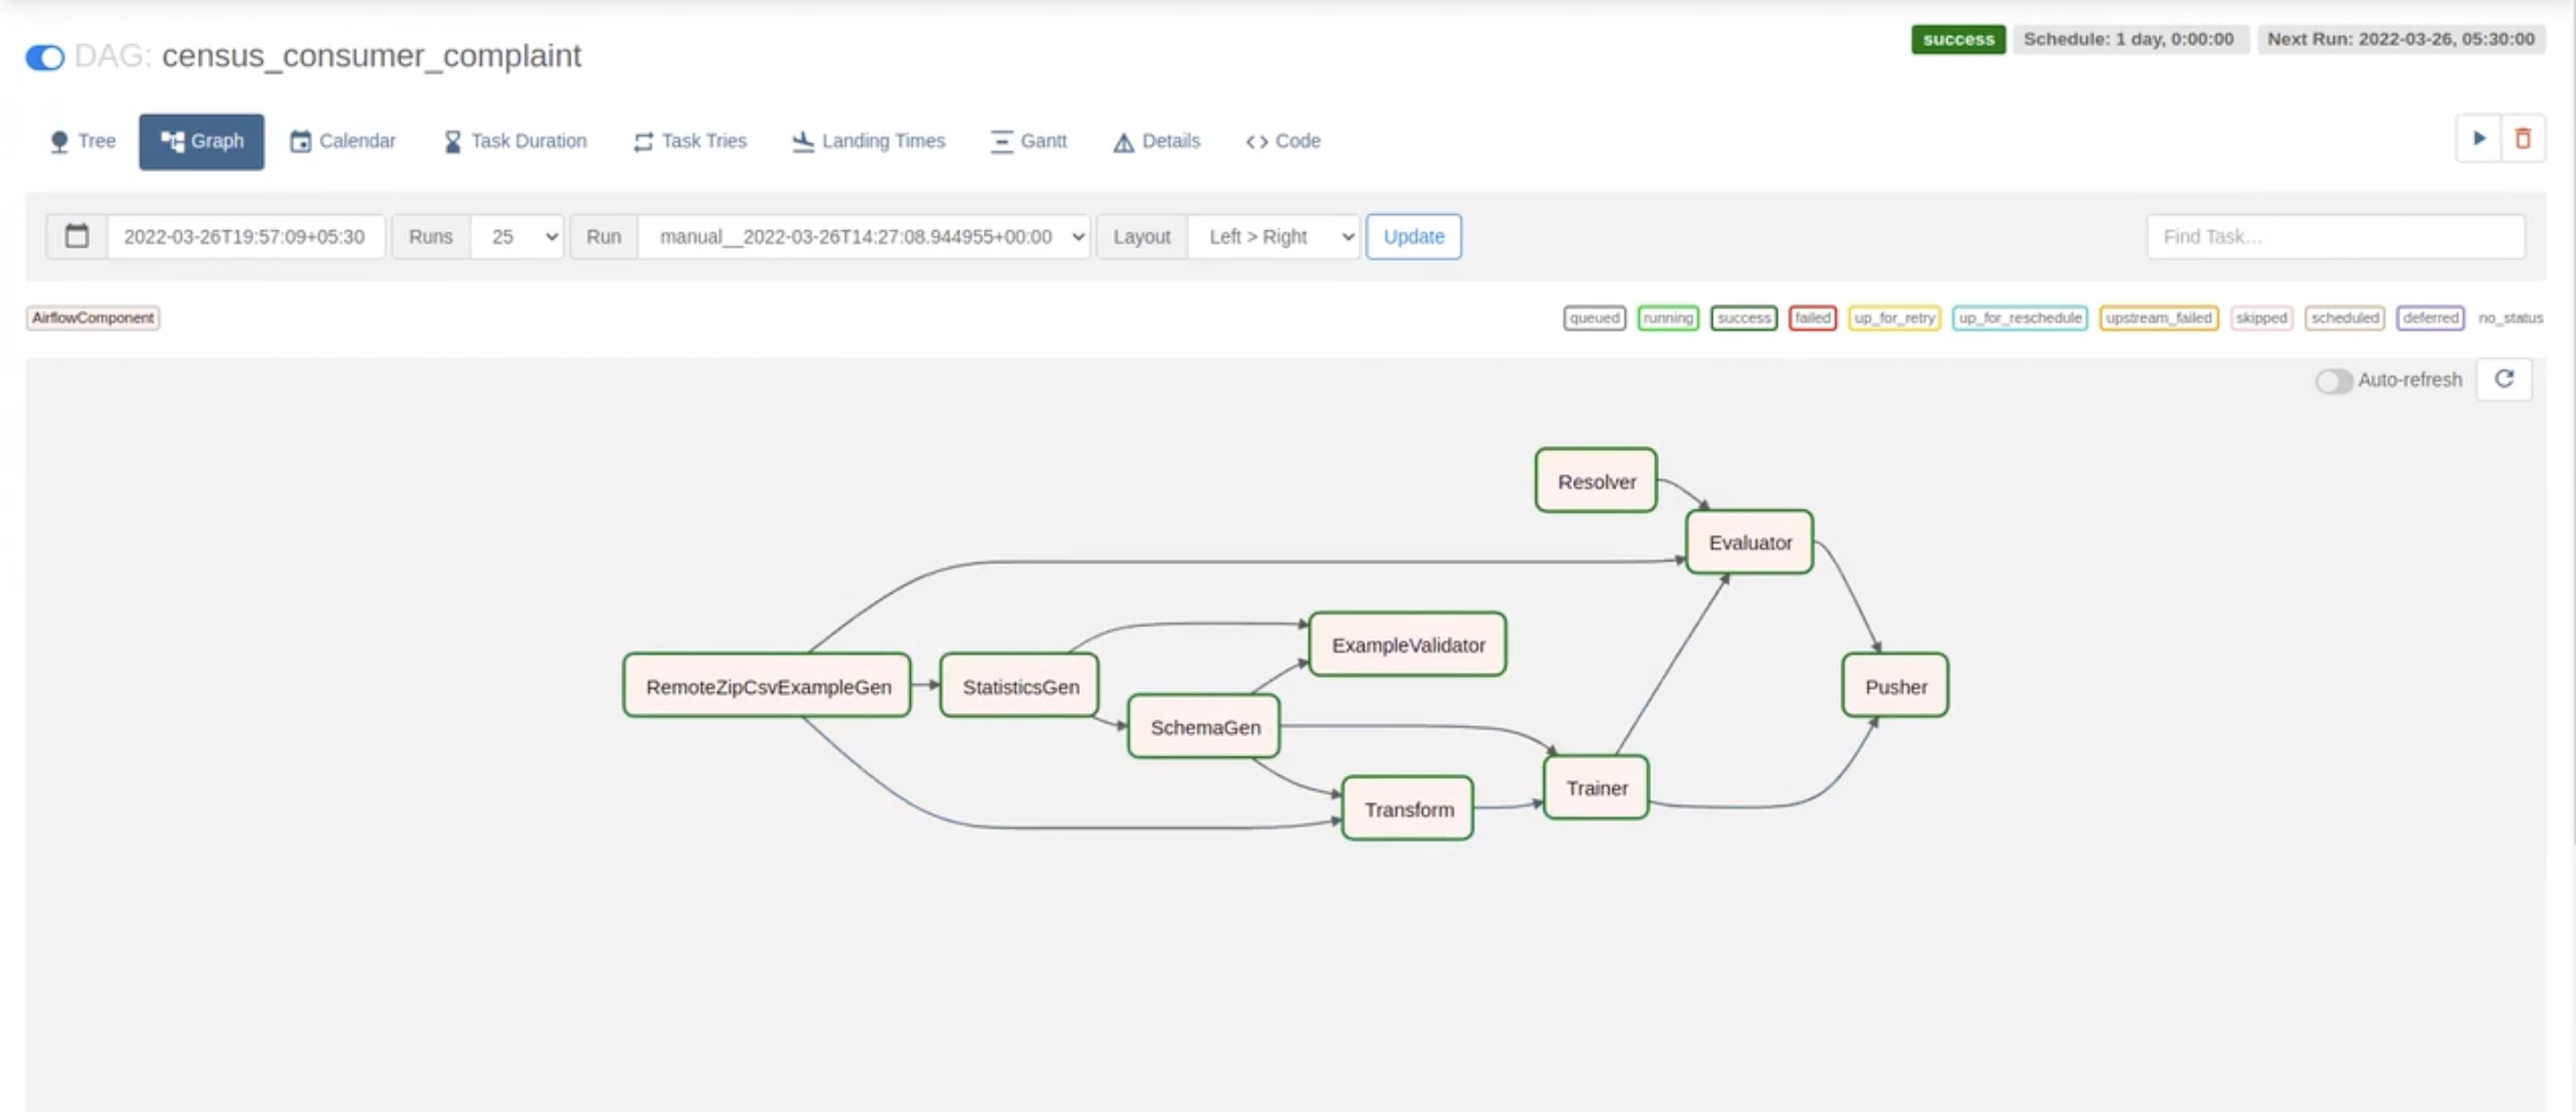 DAG: census_consumer_complaint
success
Schedule: 1 day, 0:00:00
Next Run: 2022-03-26, 05:30:00
Tree
Graph
Calendar
Task Duration
Task Tries
Landing Times
Gantt
Details
<> Code
2022-03-26T19:57:09+05:30
Runs
25
Run
manual__2022-03-26T14:27:08.944955+00:00
Layout
Left > Right
Update
Find Task...
AirflowComponent
queued
running
success
failed
up_for_retry
up_for_reschedule
upstream_failed
skipped
scheduled
deferred
no_status
Auto-refresh
Resolver
Evaluator
ExampleValidator
RemoteZipCsvExampleGen
StatisticsGen
Pusher
SchemaGen
Trainer
Transform